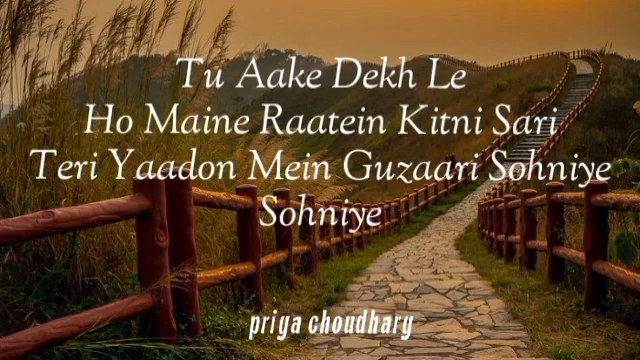 Tu Aake Dekh Le
Ho Maine Raatein Kitni Sari
Teri Yaadon Mein Guzaari Sohniye
Sohniye
priya choudhary